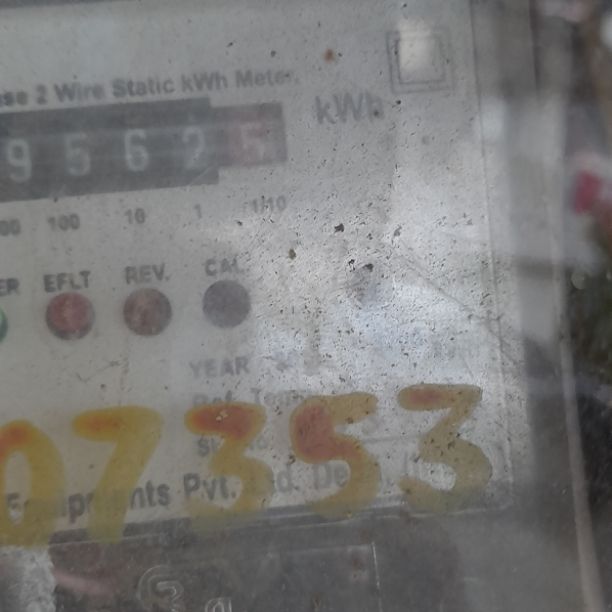 se 2 Wire Static kWh Meter
9 5 6 2 5 kWh
00 100 10 1 1/10
ER EFLT REV. CAL
YEAR
07353
Equipments Pvt. Ltd.